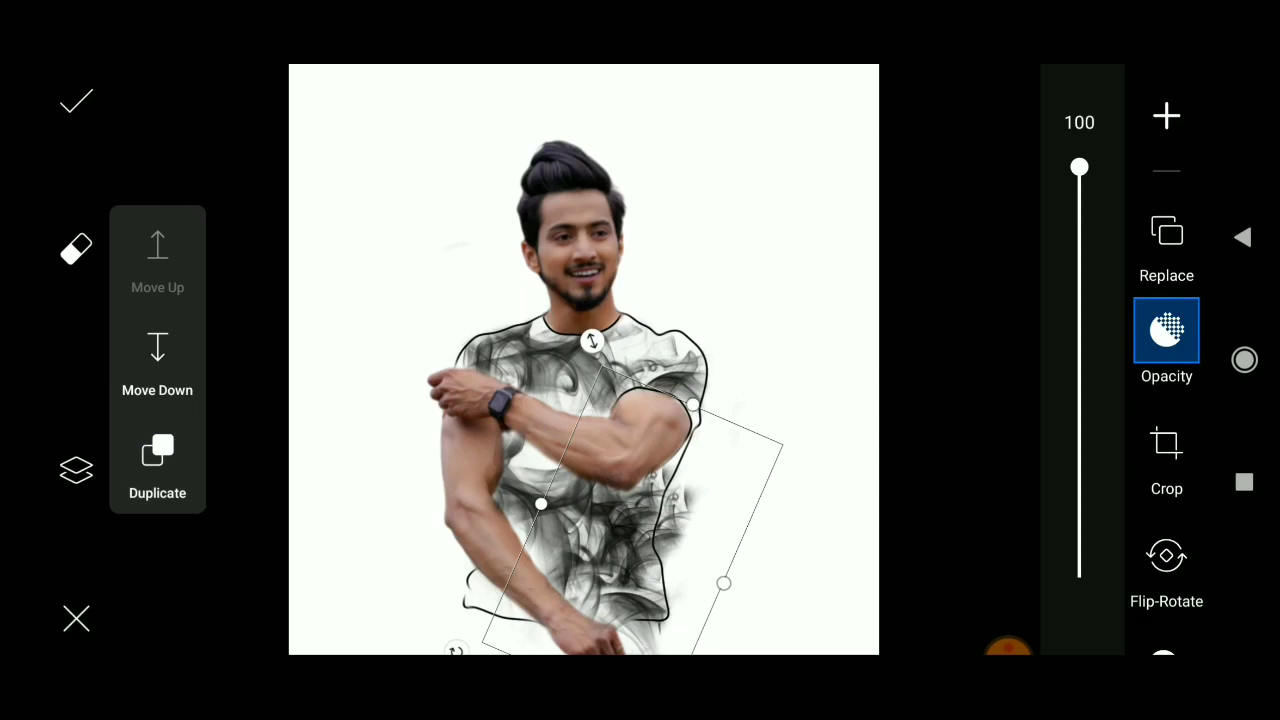 Move Up
Move Down
Duplicate
100
Replace
Opacity
Crop
Flip-Rotate